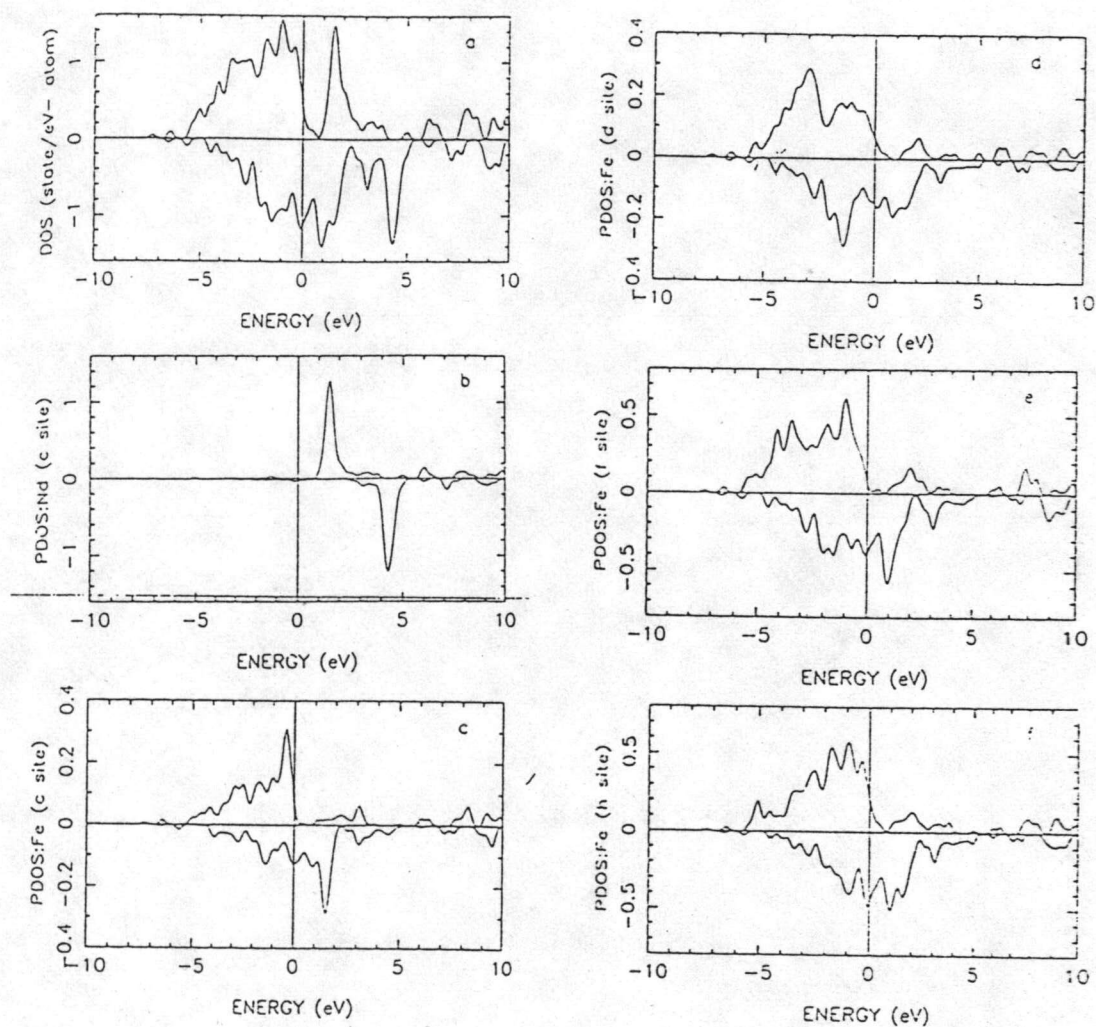 a
DOS (state/eV- atom)
1
0
-1
-10 -5 0 5 10
ENERGY (eV)
b
PDOS:Nd (c site)
0
-1
-10 -5 0 5 10
ENERGY (eV)
c
PDOS:Fe (c site)
0.4
0.2
0
-0.2
-0.4
-10 -5 0 5 10
ENERGY (eV)
d
PDOS:Fe (d site)
0.4
0.2
0
-0.2
0.4
-10 -5 0 5 10
ENERGY (eV)
e
PDOS:Fe (f site)
0.5
0
-0.5
-10 -5 0 5 10
ENERGY (eV)
f
PDOS:Fe (h site)
0.5
0
-0.5
-10 -5 0 5 10
ENERGY (eV)